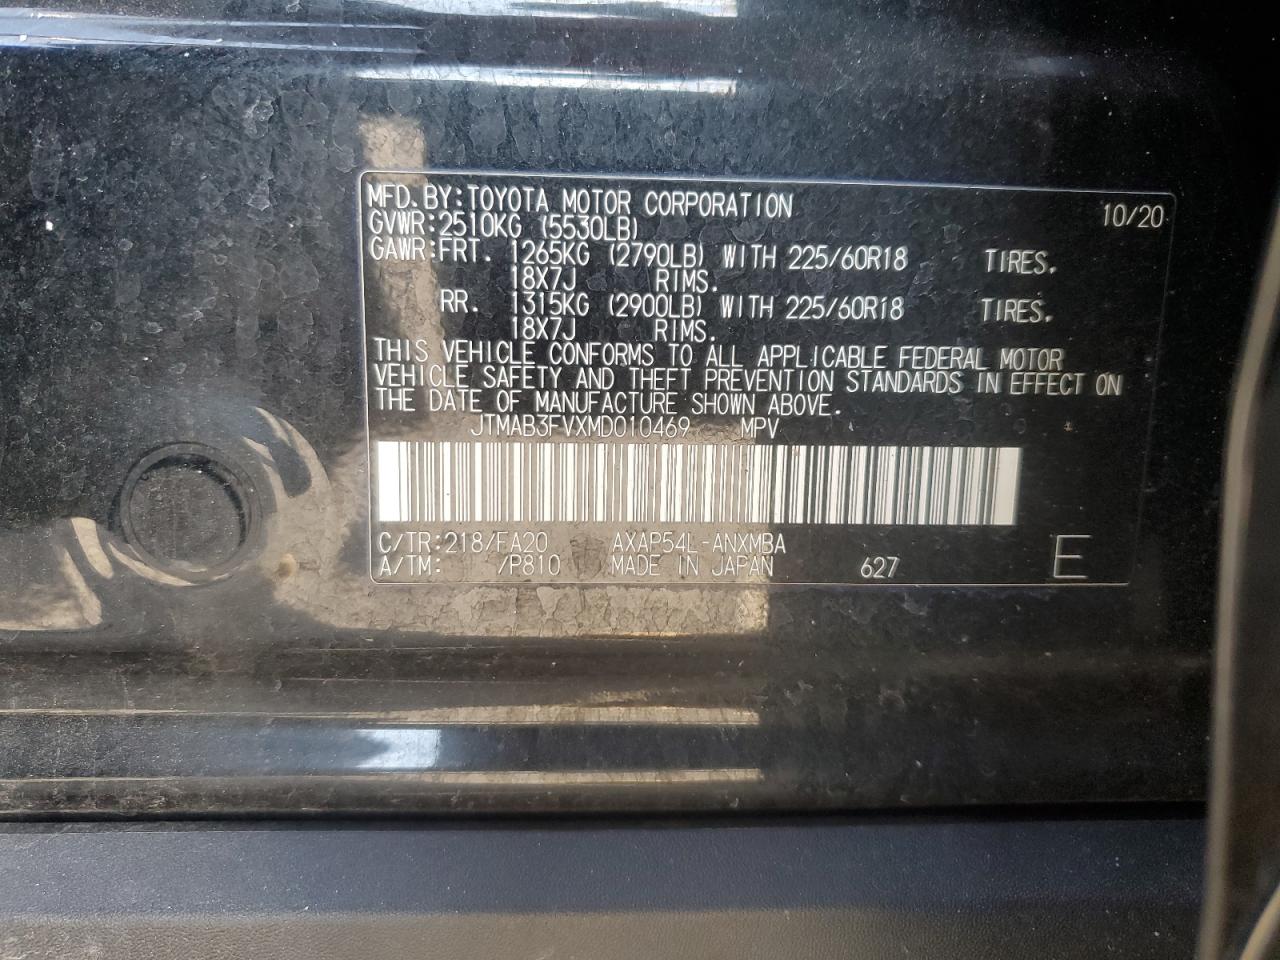 MFD. BY: TOYOTA MOTOR CORPORATION 10/20
GVWR: 2510KG (5530LB)
GAWR: FRT. 1265KG (2790LB) WITH 225/60R18 TIRES.
18X7J RIMS.
RR. 1315KG (2900LB) WITH 225/60R18 TIRES.
18X7J RIMS.
THIS VEHICLE CONFORMS TO ALL APPLICABLE FEDERAL MOTOR
VEHICLE SAFETY AND THEFT PREVENTION STANDARDS IN EFFECT ON
THE DATE OF MANUFACTURE SHOWN ABOVE.
JTMAB3FVXMD010469 MPV
C/TR: 218/FA20 AXAP54L-ANXMBA
A/TM: /P810 MADE IN JAPAN 627 E